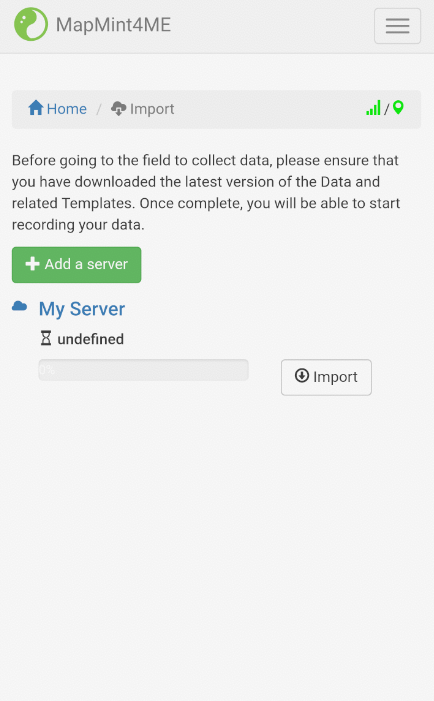 MapMint4ME
Home / Import /
Before going to the field to collect data, please ensure that
you have downloaded the latest version of the Data and
related Templates. Once complete, you will be able to start
recording your data.
Add a server
My Server
undefined
0%
Import